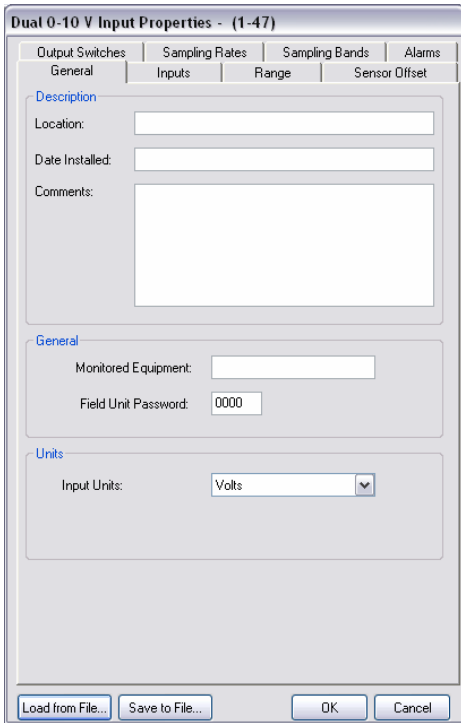 Dual 0-10 V Input Properties - (1-47)
Output Switches Sampling Rates Sampling Bands Alarms
General Inputs Range Sensor Offset
Description
Location:
Date Installed:
Comments:
General
Monitored Equipment:
Field Unit Password: 0000
Units
Input Units: Volts
Load from File... Save to File... OK Cancel